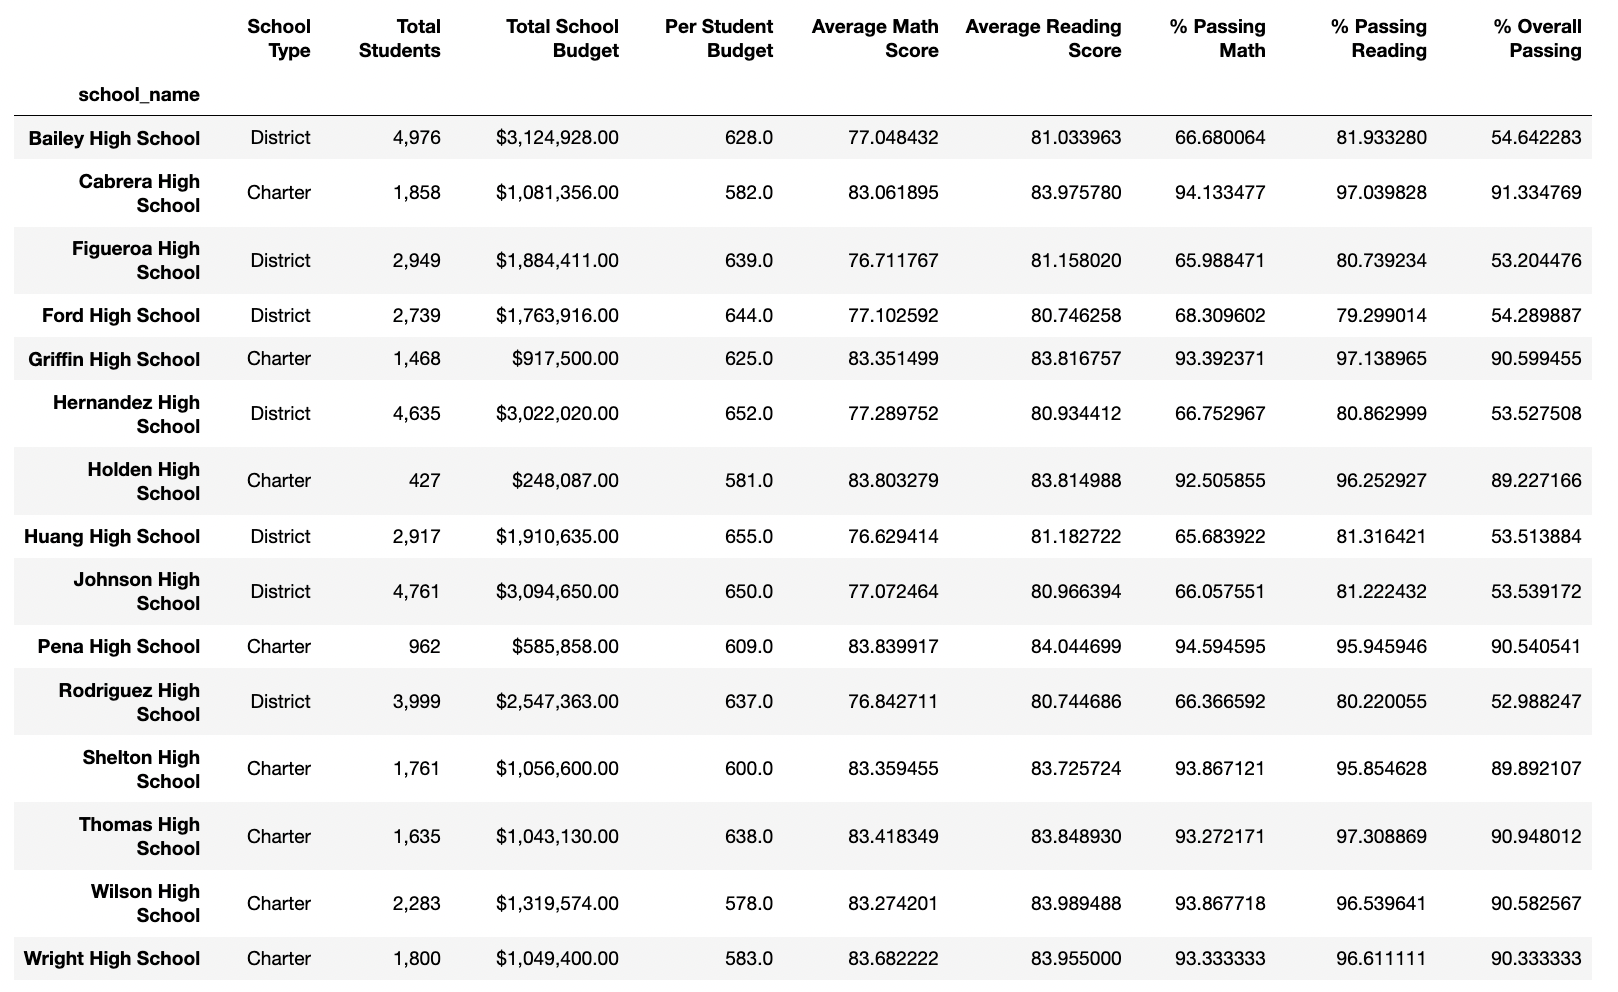 School Type Total Students Total School Budget Per Student Budget Average Math Score Average Reading Score % Passing Math % Passing Reading % Overall Passing
school_name
Bailey High School District 4,976 $3,124,928.00 628.0 77.048432 81.033963 66.680064 81.933280 54.642283
Cabrera High School Charter 1,858 $1,081,356.00 582.0 83.061895 83.975780 94.133477 97.039828 91.334769
Figueroa High School District 2,949 $1,884,411.00 639.0 76.711767 81.158020 65.988471 80.739234 53.204476
Ford High School District 2,739 $1,763,916.00 644.0 77.102592 80.746258 68.309602 79.299014 54.289887
Griffin High School Charter 1,468 $917,500.00 625.0 83.351499 83.816757 93.392371 97.138965 90.599455
Hernandez High School District 4,635 $3,022,020.00 652.0 77.289752 80.934412 66.752967 80.862999 53.527508
Holden High School Charter 427 $248,087.00 581.0 83.803279 83.814988 92.505855 96.252927 89.227166
Huang High School District 2,917 $1,910,635.00 655.0 76.629414 81.182722 65.683922 81.316421 53.513884
Johnson High School District 4,761 $3,094,650.00 650.0 77.072464 80.966394 66.057551 81.222432 53.539172
Pena High School Charter 962 $585,858.00 609.0 83.839917 84.044699 94.594595 95.945946 90.540541
Rodriguez High School District 3,999 $2,547,363.00 637.0 76.842711 80.744686 66.366592 80.220055 52.988247
Shelton High School Charter 1,761 $1,056,600.00 600.0 83.359455 83.725724 93.867121 95.854628 89.892107
Thomas High School Charter 1,635 $1,043,130.00 638.0 83.418349 83.848930 93.272171 97.308869 90.948012
Wilson High School Charter 2,283 $1,319,574.00 578.0 83.274201 83.989488 93.867718 96.539641 90.582567
Wright High School Charter 1,800 $1,049,400.00 583.0 83.682222 83.955000 93.333333 96.611111 90.333333